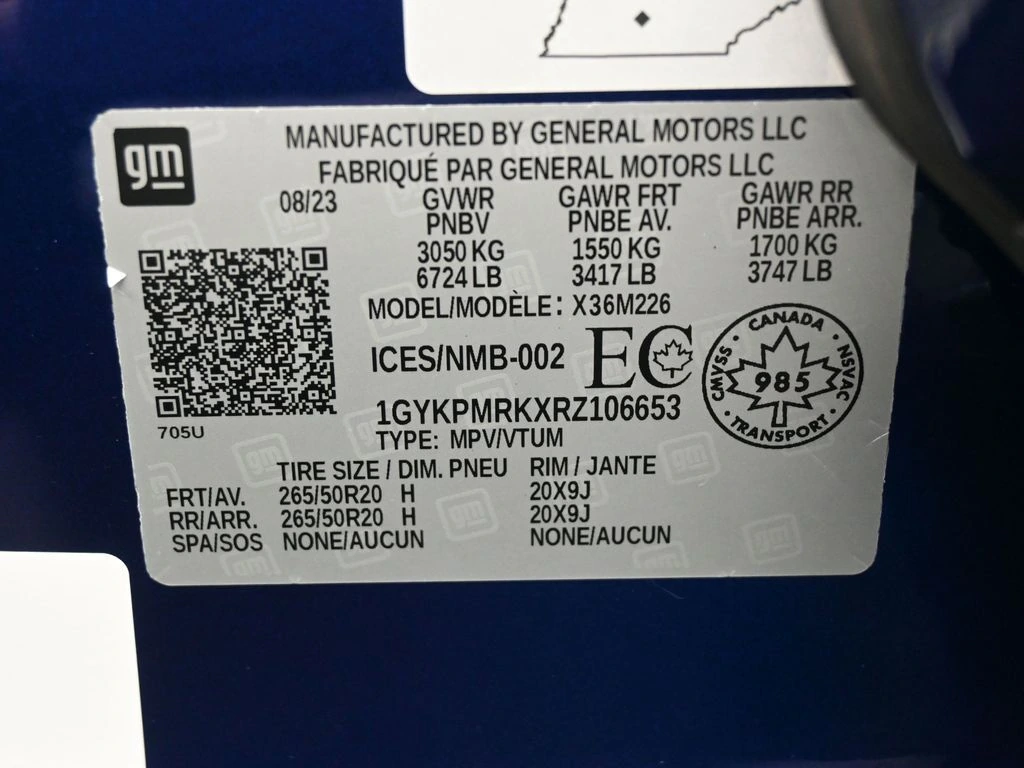 gm
MANUFACTURED BY GENERAL MOTORS LLC
FABRIQUÉ PAR GENERAL MOTORS LLC
08/23 GVWR GAWR FRT GAWR RR
PNBV PNBE AV. PNBE ARR.
3050 KG 1550 KG 1700 KG
6724 LB 3417 LB 3747 LB
MODEL/MODÈLE: X36M226
ICES/NMB-002 EC
CANADA
CMVSS 985 NSVAC
TRANSPORT
1GYKPMRKXRZ106653
705U
TYPE: MPV/VTUM
TIRE SIZE / DIM. PNEU RIM / JANTE
FRT/AV. 265/50R20 H 20X9J
RR/ARR. 265/50R20 H 20X9J
SPA/SOS NONE/AUCUN NONE/AUCUN